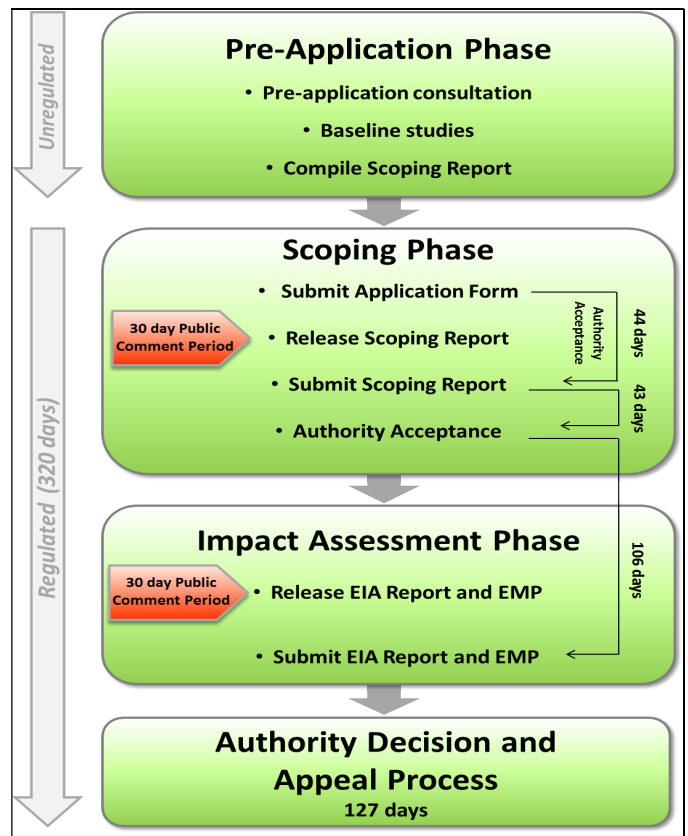 Unregulated
Pre-Application Phase
• Pre-application consultation
• Baseline studies
• Compile Scoping Report
Regulated (320 days)
Scoping Phase
• Submit Application Form
30 day Public
Comment Period
• Release Scoping Report
• Submit Scoping Report
• Authority Acceptance
Authority
Acceptance
44 days
43 days
Impact Assessment Phase
30 day Public
Comment Period
• Release EIA Report and EMP
• Submit EIA Report and EMP
106 days
Authority Decision and
Appeal Process
127 days